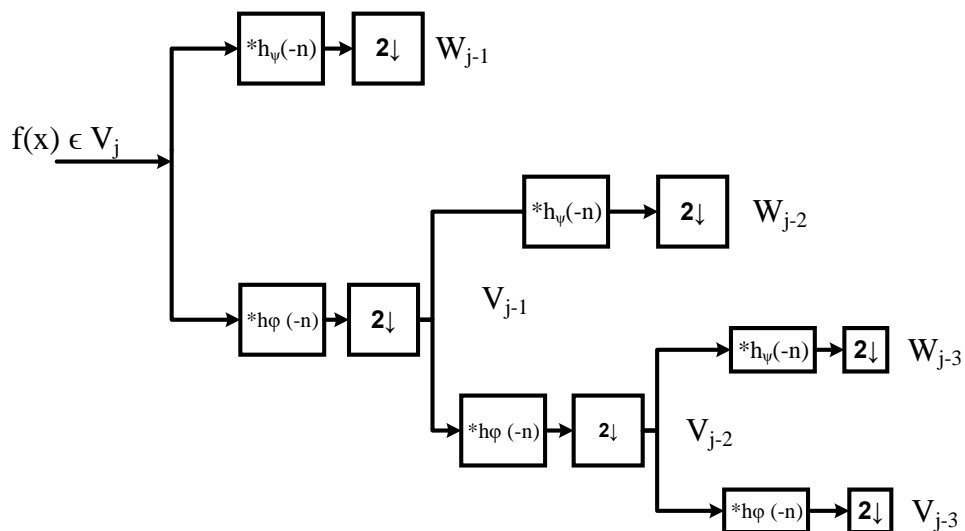 *hψ(-n) 2↓ Wj-1
f(x) ϵ Vj
*hψ(-n) 2↓ Wj-2
*hφ (-n) 2↓ Vj-1
*hψ(-n) 2↓ Wj-3
*hφ (-n) 2↓ Vj-2
*hφ (-n) 2↓ Vj-3